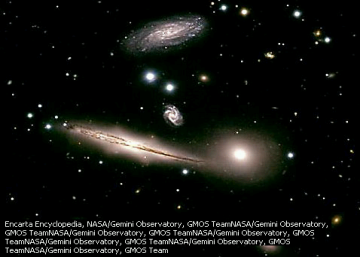 Encarta Encyclopedia, NASA/Gemini Observatory, GMOS TeamNASA/Gemini Observatory,
GMOS TeamNASA/Gemini Observatory, GMOS TeamNASA/Gemini Observatory, GMOS
TeamNASA/Gemini Observatory, GMOS TeamNASA/Gemini Observatory, GMOS
TeamNASA/Gemini Observatory, GMOS Team